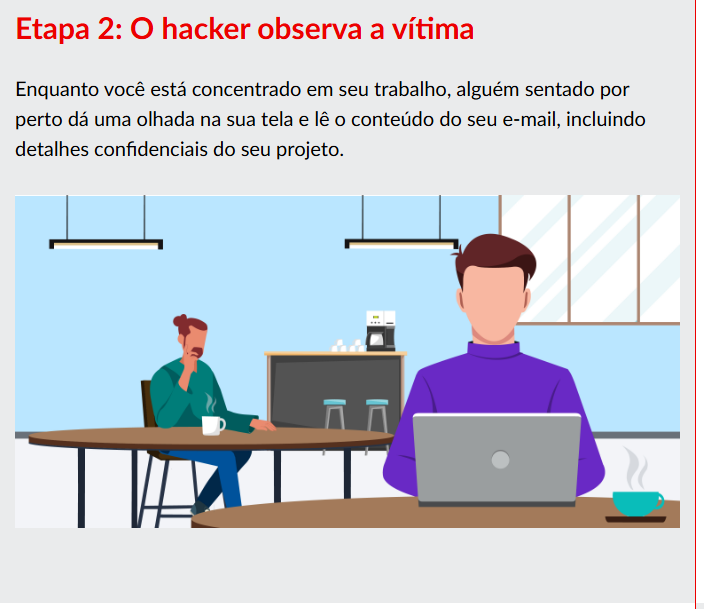 Etapa 2: O hacker observa a vítima
Enquanto você está concentrado em seu trabalho, alguém sentado por
perto dá uma olhada na sua tela e lê o conteúdo do seu e-mail, incluindo
detalhes confidenciais do seu projeto.